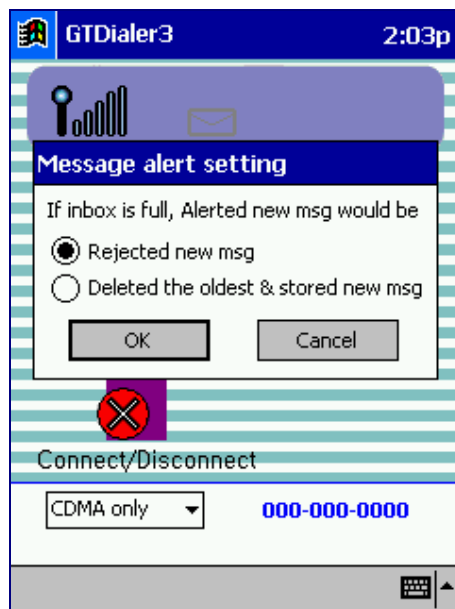 GTDialer3 2:03p
Message alert setting
If inbox is full, Alerted new msg would be
Rejected new msg
Deleted the oldest & stored new msg
OK Cancel
Connect/Disconnect
CDMA only 000-000-0000